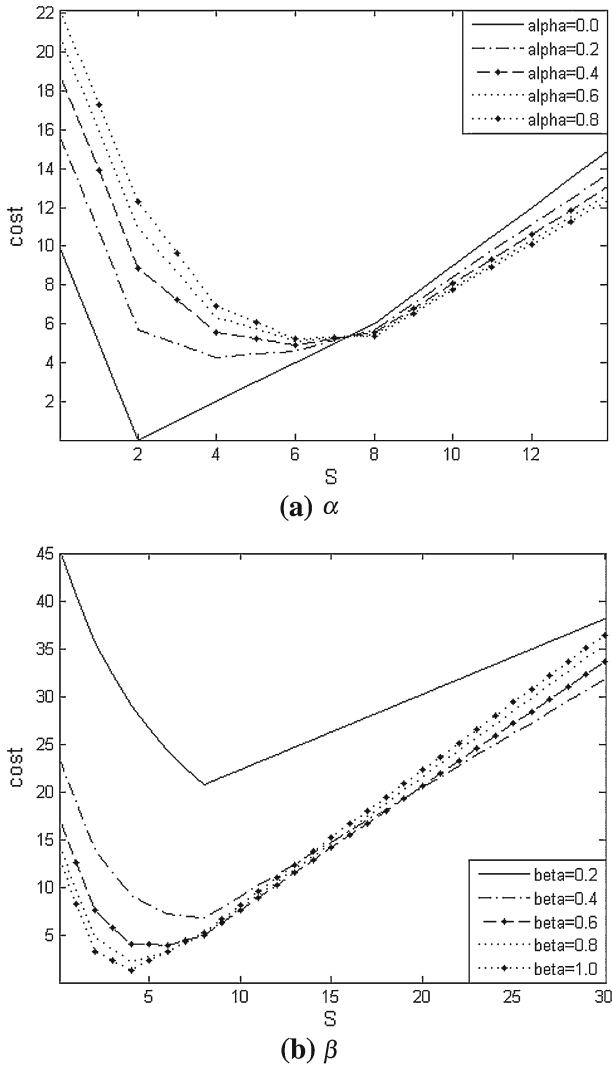 22
20
18
16
14
12
10
8
6
4
2
cost
alpha=0.0
alpha=0.2
alpha=0.4
alpha=0.6
alpha=0.8
2 4 6 8 10 12
S
(a) α
45
40
35
30
25
20
15
10
5
cost
beta=0.2
beta=0.4
beta=0.6
beta=0.8
beta=1.0
5 10 15 20 25 30
S
(b) β